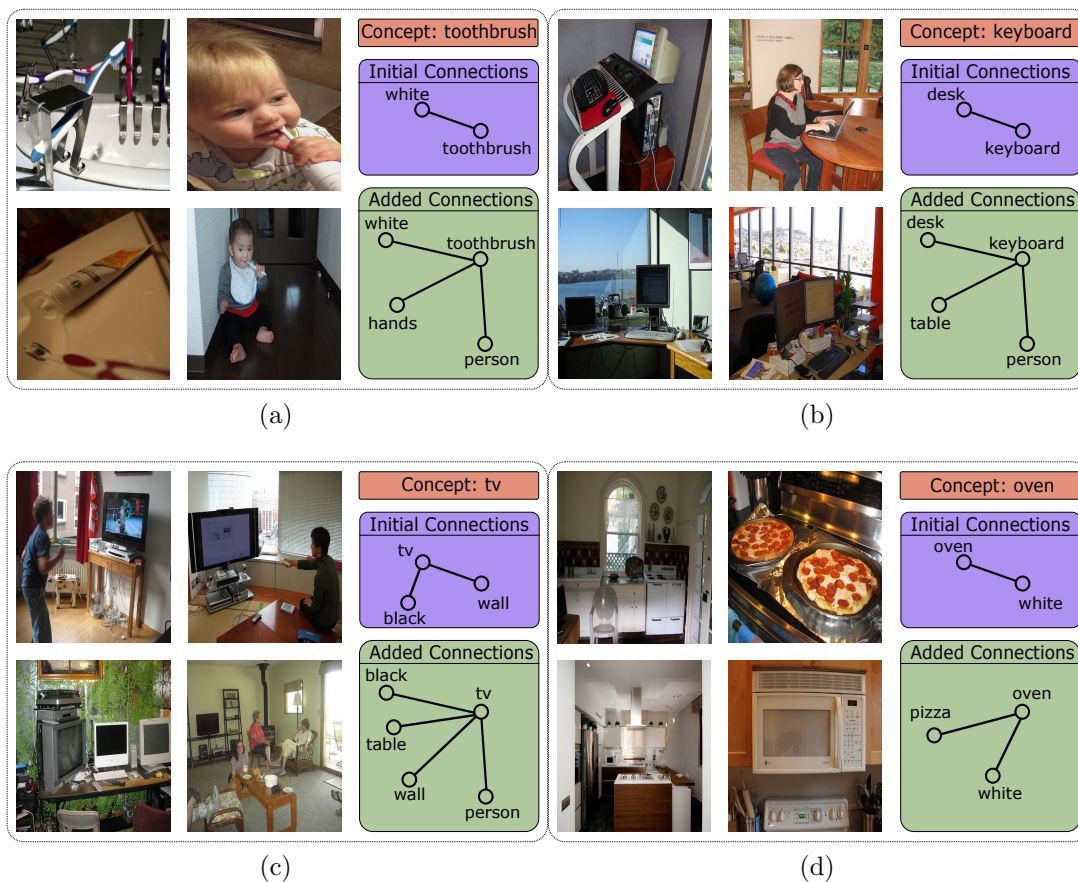 Concept: toothbrush
Initial Connections
white
toothbrush
Added Connections
white
toothbrush
hands
person
(a)
Concept: keyboard
Initial Connections
desk
keyboard
Added Connections
desk
keyboard
table
person
(b)
Concept: tv
Initial Connections
tv
wall
black
Added Connections
black
tv
table
wall
person
(c)
Concept: oven
Initial Connections
oven
white
Added Connections
oven
pizza
white
(d)